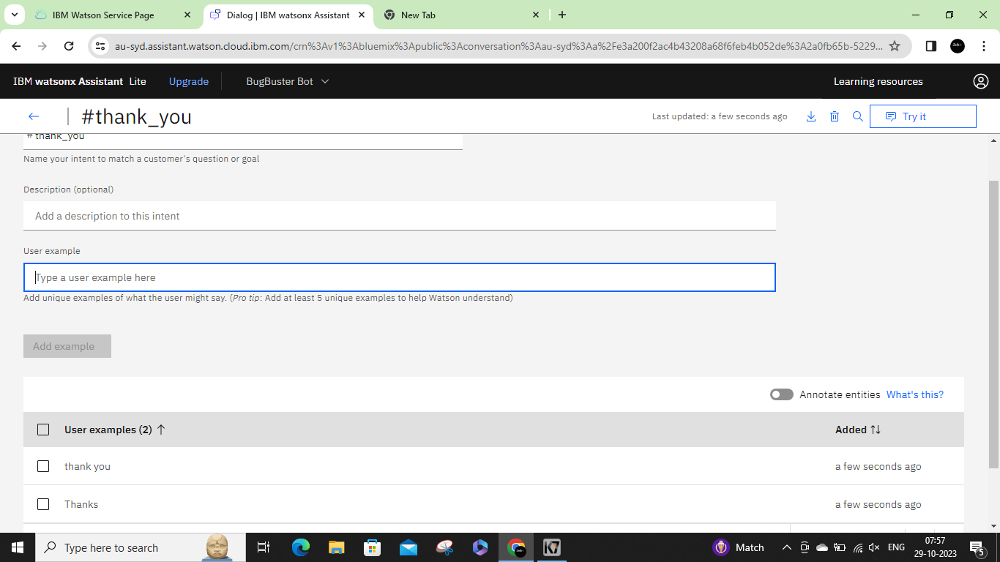 IBM Watson Service Page
Dialog | IBM watsonx Assistant
New Tab
au-syd.assistant.watson.cloud.ibm.com/crn%3Av1%3Abluemix%3Apublic%3Aconversation%3Aau-syd%3Aa%2Fe3a200f2ac4b43208a68f6feb4b052de%3A2a0fb65b-5229...
IBM watsonx Assistant Lite
Upgrade
BugBuster Bot
Learning resources
#thank_you
Last updated: a few seconds ago
Try it
# thank_you
Name your intent to match a customer's question or goal
Description (optional)
Add a description to this intent
User example
Type a user example here
Add unique examples of what the user might say. (Pro tip: Add at least 5 unique examples to help Watson understand)
Add example
Annotate entities What's this?
User examples (2)
Added
thank you
a few seconds ago
Thanks
a few seconds ago
Type here to search
Match
ENG
07:57
29-10-2023
5